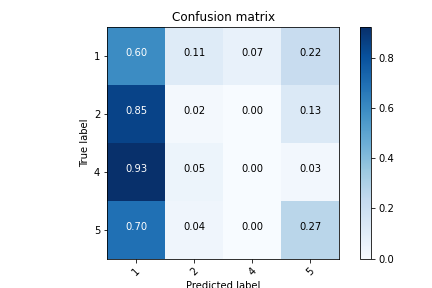 Confusion matrix
1 0.60 0.11 0.07 0.22
2 0.85 0.02 0.00 0.13
4 0.93 0.05 0.00 0.03
5 0.70 0.04 0.00 0.27
True label
1 2 4 5
Predicted label
0.8
0.6
0.4
0.2
0.0